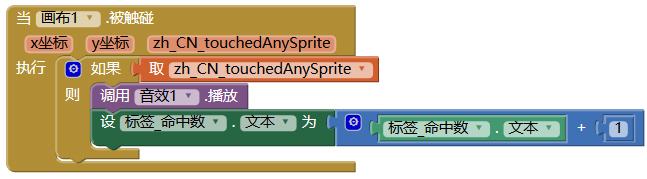 当 画布1 .被触碰
x坐标 y坐标 zh_CN_touchedAnySprite
执行 如果 取 zh_CN_touchedAnySprite
则 调用 音效1 .播放
设 标签_命中数 . 文本 为 标签_命中数 . 文本 + 1